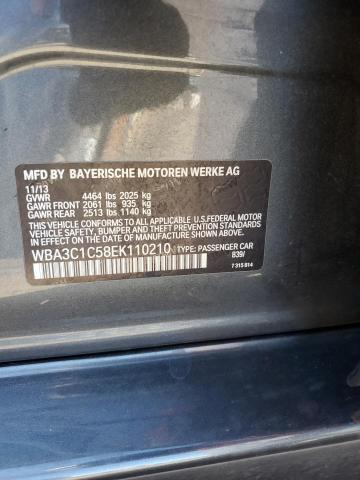 MFD BY BAYERISCHE MOTOREN WERKE AG
11/13
GVWR 4464 lbs 2025 kg
GAWR FRONT 2061 lbs 935 kg
GAWR REAR 2513 lbs 1140 kg
THIS VEHICLE CONFORMS TO ALL APPLICABLE
U.S. FEDERAL MOTOR
VEHICLE SAFETY, BUMPER, AND THEFT PREVENTION STANDARDS
IN EFFECT ON THE DATE OF MANUFACTURE SHOWN ABOVE.
WBA3C1C58EK110210 TYPE: PASSENGER CAR
839/
7 315 814